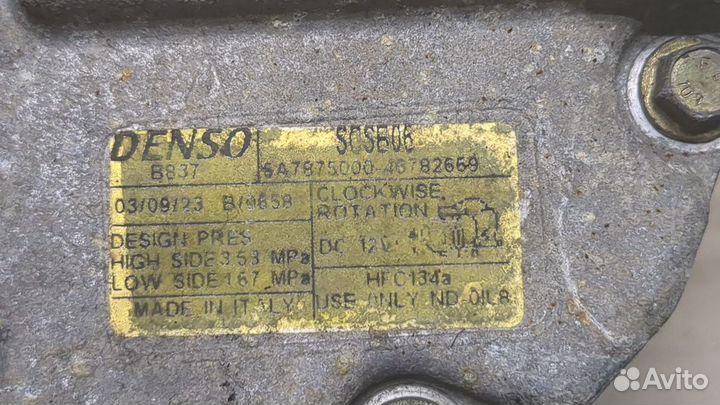 DENSO SCSB06
B837 5A7875000-46782669
03/09/23 B/9858 CLOCKWISE
ROTATION
DESIGN PRES DC 12V
HIGH SIDE 3 53 MPa
LOW SIDE 1 67 MPa HFC134a
MADE IN ITALY USE ONLY ND-OIL8
Avito